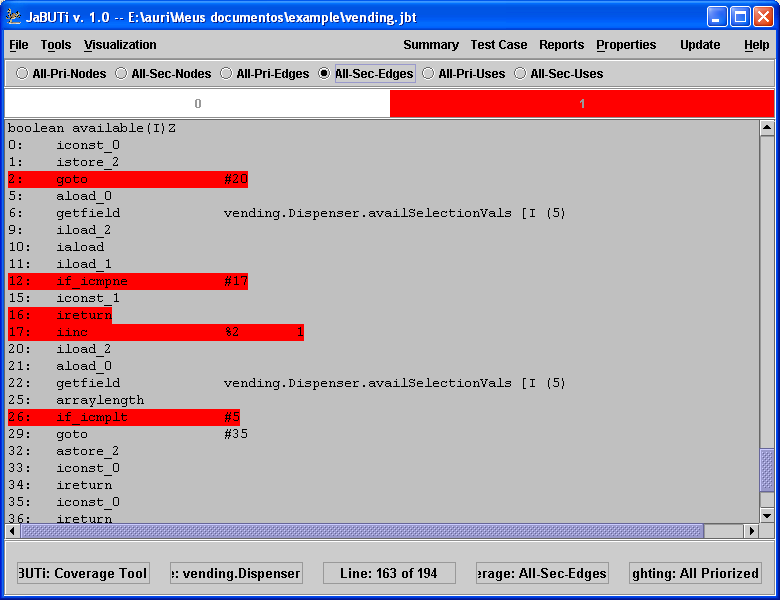 JaBUTi v. 1.0 -- E:\auri\Meus documentos\example\vending.jbt
File Tools Visualization Summary Test Case Reports Properties Update Help
All-Pri-Nodes All-Sec-Nodes All-Pri-Edges All-Sec-Edges All-Pri-Uses All-Sec-Uses
0 1
boolean available(I)Z
0: iconst_0
1: istore_2
2: goto #20
5: aload_0
6: getfield vending.Dispenser.availSelectionVals [I (5)
9: iload_2
10: iaload
11: iload_1
12: if_icmpne #17
15: iconst_1
16: ireturn
17: iinc %2 1
20: iload_2
21: aload_0
22: getfield vending.Dispenser.availSelectionVals [I (5)
25: arraylength
26: if_icmplt #5
29: goto #35
32: astore_2
33: iconst_0
34: ireturn
35: iconst_0
36: ireturn
BUTi: Coverage Tool e: vending.Dispenser Line: 163 of 194 erage: All-Sec-Edges ghting: All Priorized